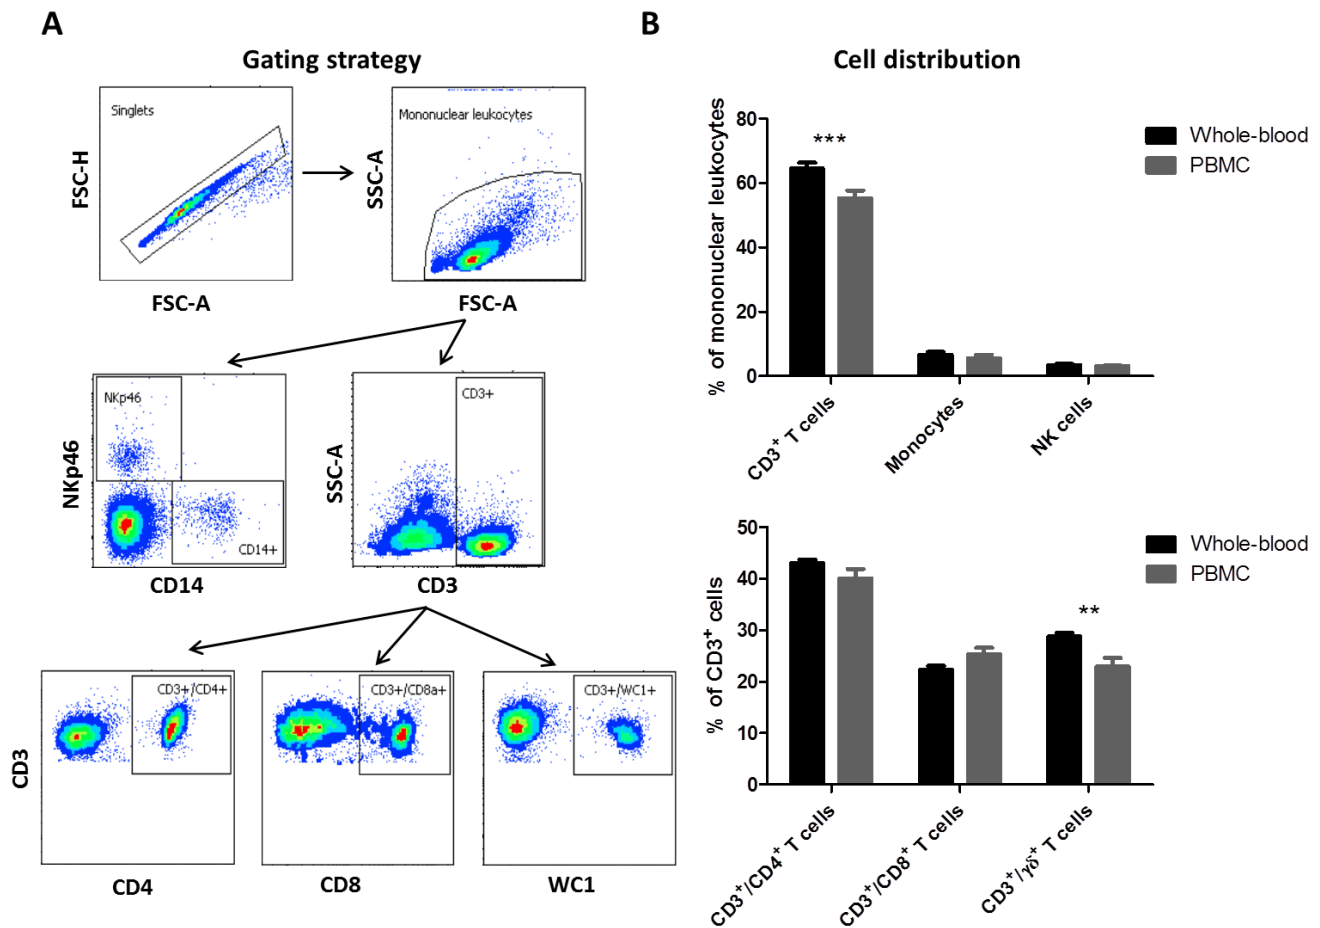 A
Gating strategy
Singlets
FSC-H
FSC-A
Mononuclear leukocytes
SSC-A
FSC-A
NKp46
NKp46
CD14+
CD14
CD3+
SSC-A
CD3
CD3+/CD4+
CD3
CD4
CD3+/CD8a+
CD8
CD3+/WC1+
WC1
B
Cell distribution
% of mononuclear leukocytes
80
60
40
20
0
***
Whole-blood
PBMC
CD3⁺ T cells
Monocytes
NK cells
% of CD3⁺ cells
50
40
30
20
10
0
**
Whole-blood
PBMC
CD3⁺/CD4⁺ T cells
CD3⁺/CD8⁺ T cells
CD3⁺/γδ⁺ T cells